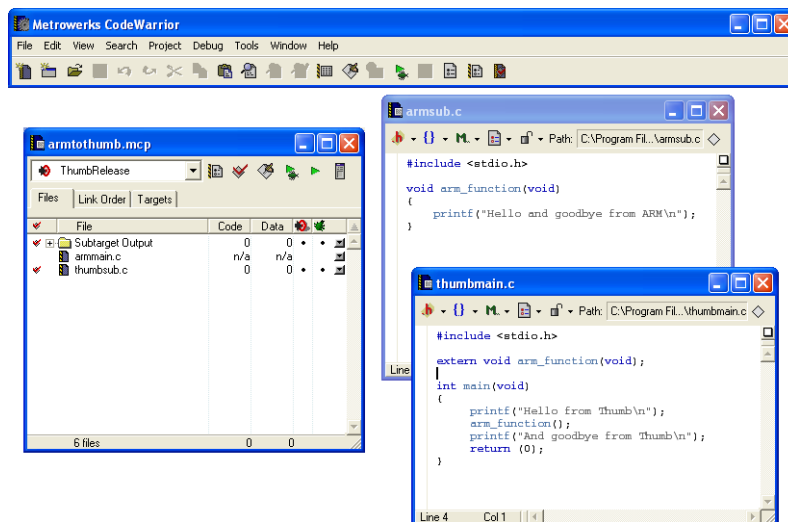 Metrowerks CodeWarrior
File Edit View Search Project Debug Tools Window Help
armsub.c
h {} M. Path: C:\Program Fil...\armsub.c
#include <stdio.h>
void arm_function(void)
{
printf("Hello and goodbye from ARM\n");
}
Line
armtothumb.mcp
ThumbRelease
Files Link Order Targets
File Code Data
Subtarget Output 0 0
armmain.c n/a n/a
thumbsub.c 0 0
6 files 0 0
thumbmain.c
h {} M. Path: C:\Program Fil...\thumbmain.c
#include <stdio.h>
extern void arm_function(void);
int main(void)
{
printf("Hello from Thumb\n");
arm_function();
printf("And goodbye from Thumb\n");
return (0);
}
Line 4 Col 1